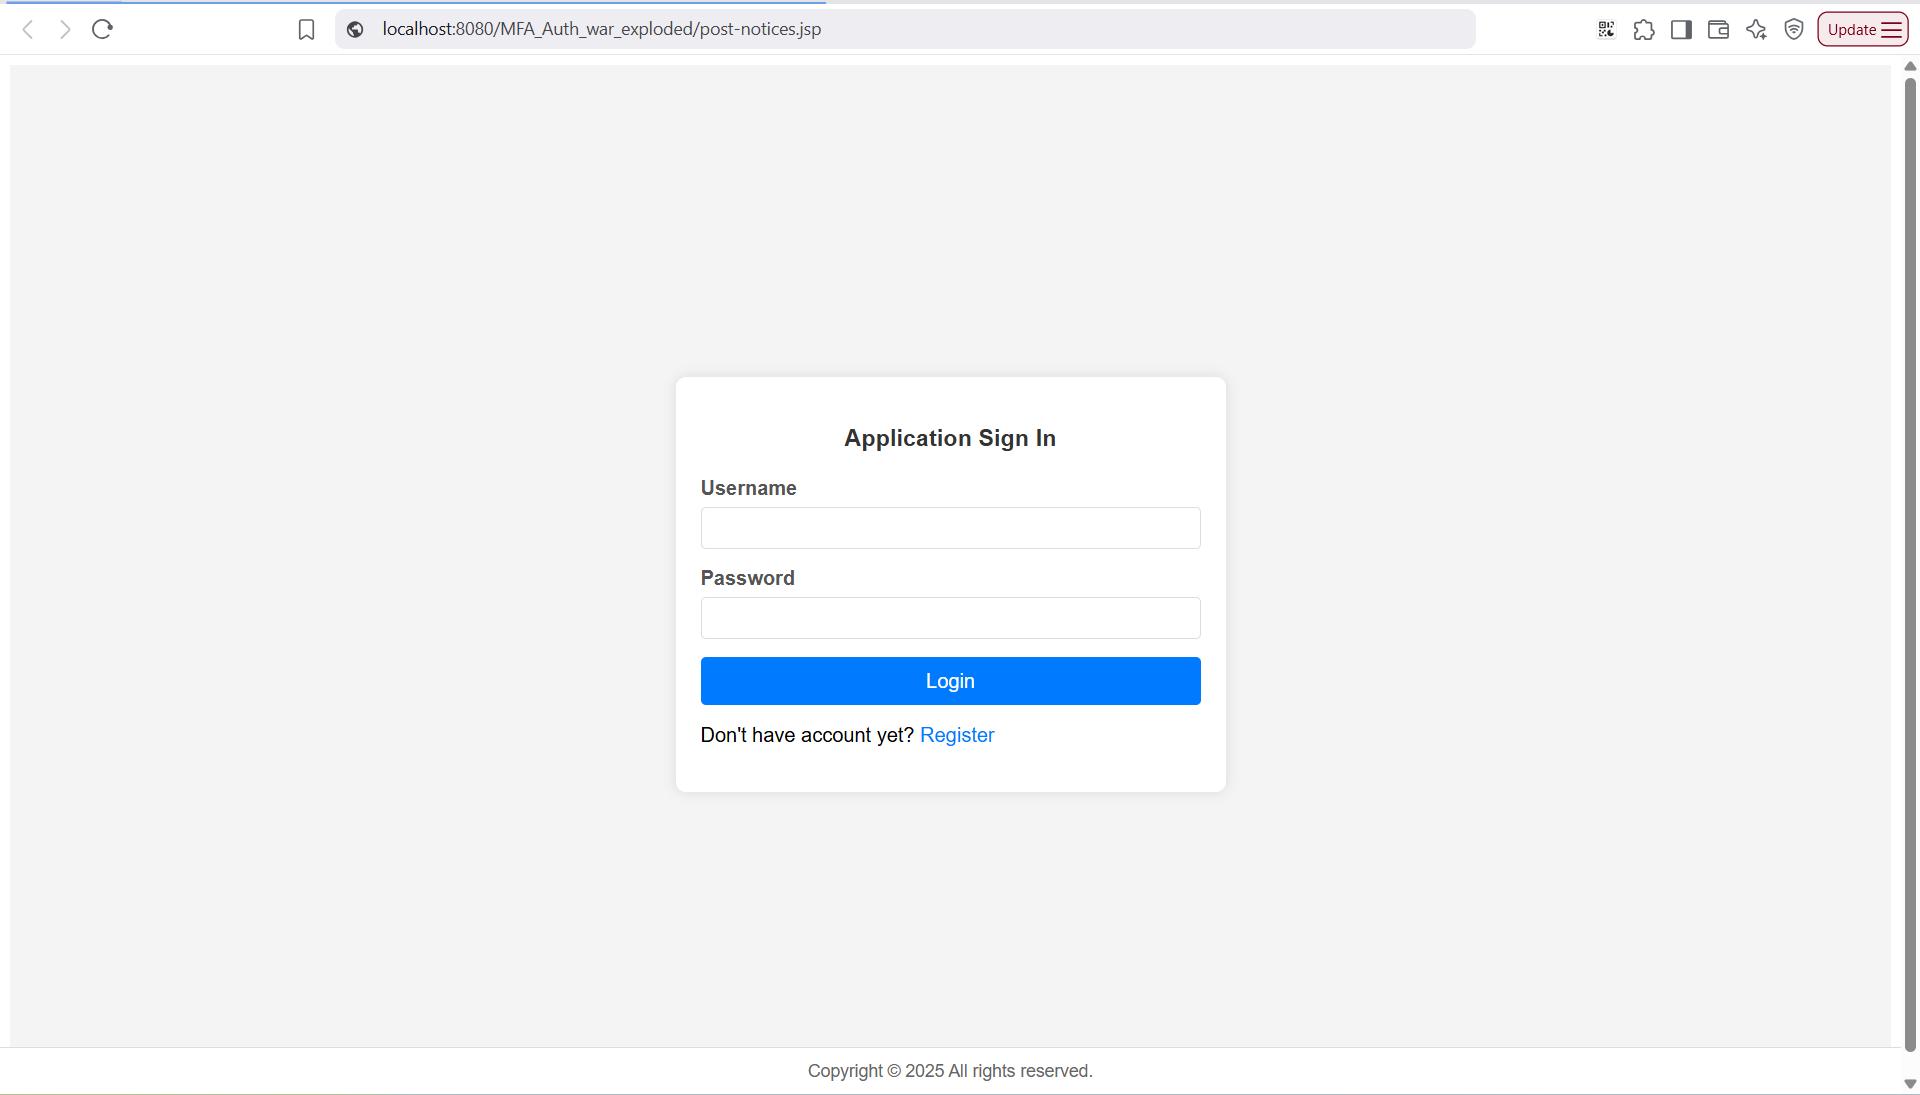 localhost:8080/MFA_Auth_war_exploded/post-notices.jsp
Update
Application Sign In
Username
Password
Login
Don't have account yet? Register
Copyright © 2025 All rights reserved.